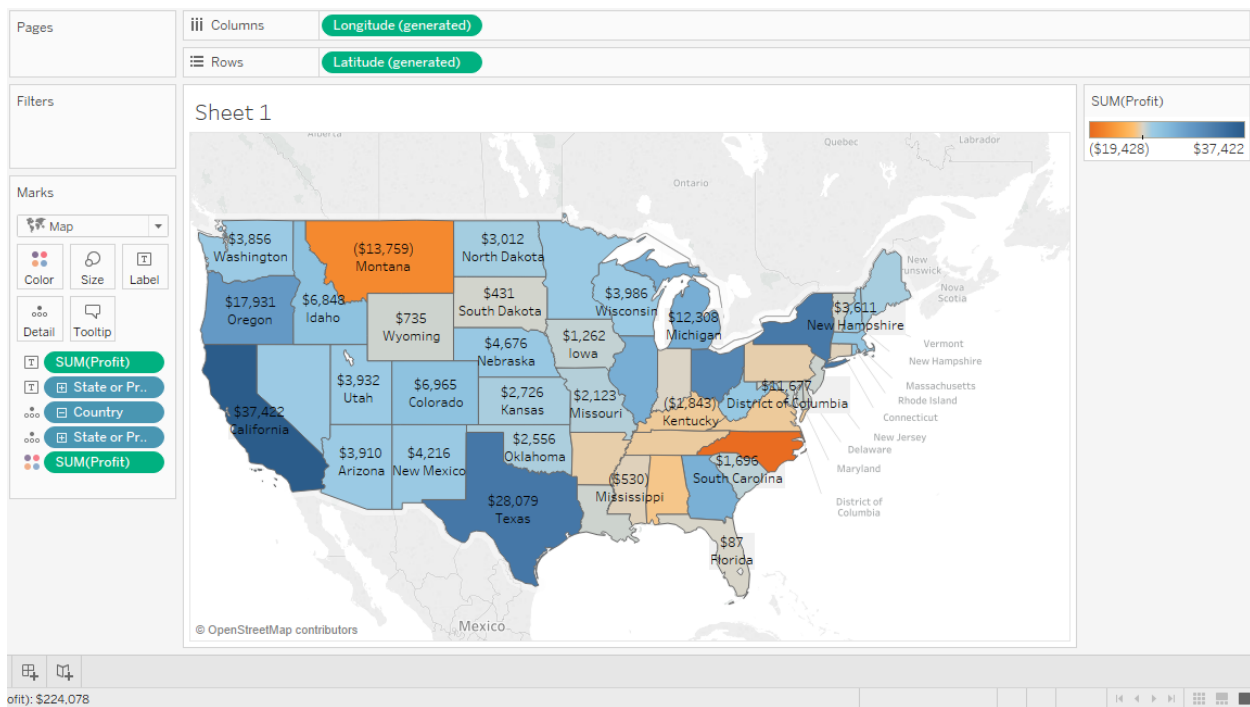 Pages
Columns
Longitude (generated)
Rows
Latitude (generated)
Filters
Marks
Map
Color
Size
Label
Detail
Tooltip
SUM(Profit)
State or Pr..
Country
State or Pr..
SUM(Profit)
Sheet 1
Alberta
Quebec
Labrador
Ontario
New
Nova
Scotia
$3,856
Washington
($13,759)
Montana
$3,012
North Dakota
$17,931
Oregon
$6,848
Idaho
$735
Wyoming
$431
South Dakota
$3,986
Wisconsin
$12,308
Michigan
$3,611
New Hampshire
$1,262
Iowa
$4,676
Nebraska
$3,932
Utah
$6,965
Colorado
$2,726
Kansas
$2,123
Missouri
($1,843)
Kentucky
$11,677
District of Columbia
$37,422
California
$3,910
Arizona
$4,216
New Mexico
$2,556
Oklahoma
$1,696
South Carolina
($530)
Mississippi
$28,079
Texas
$87
Florida
Vermont
New Hampshire
Massachusetts
Rhode Island
Connecticut
New Jersey
Delaware
Maryland
District of
Columbia
Mexico
© OpenStreetMap contributors
SUM(Profit)
($19,428) $37,422
ofit): $224,078